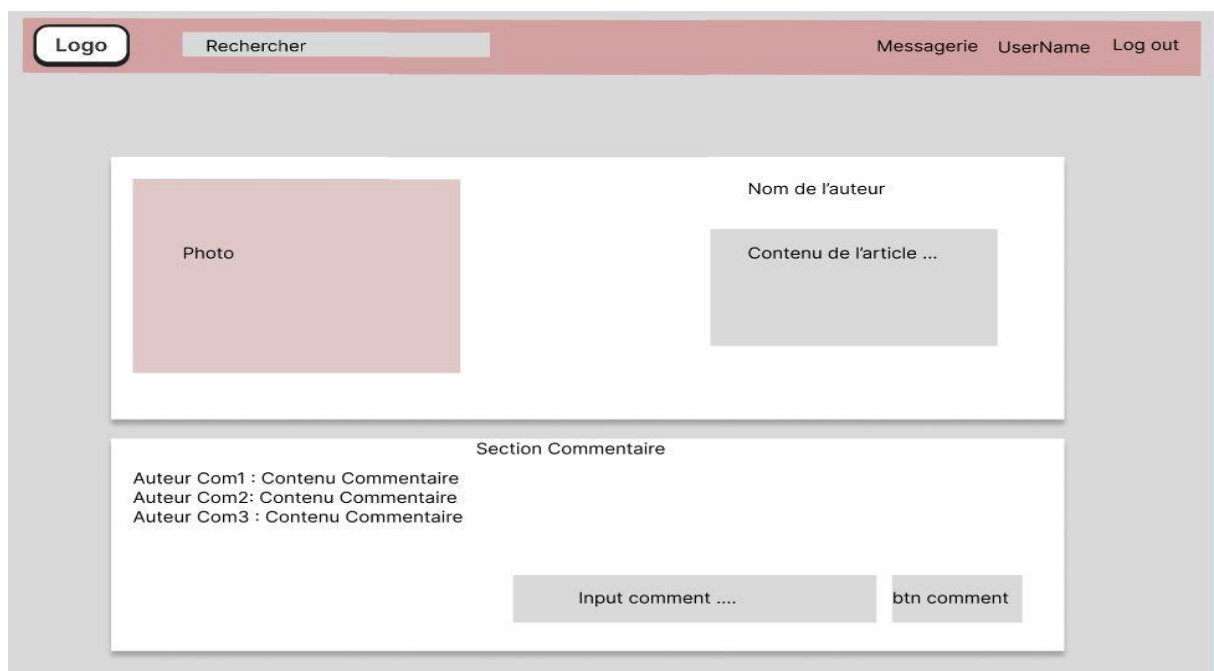 Logo
Rechercher
Messagerie
UserName
Log out
Photo
Nom de l'auteur
Contenu de l'article ...
Section Commentaire
Auteur Com1 : Contenu Commentaire
Auteur Com2: Contenu Commentaire
Auteur Com3 : Contenu Commentaire
Input comment ....
btn comment